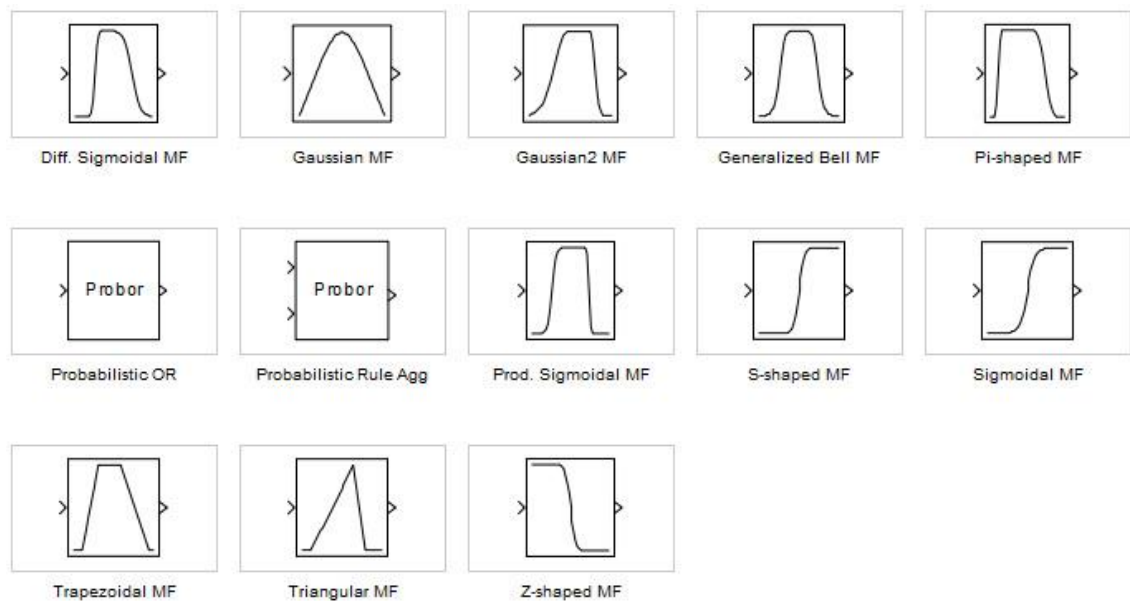 Diff. Sigmoidal MF
Gaussian MF
Gaussian2 MF
Generalized Bell MF
Pi-shaped MF
Probor
Probor
Probabilistic OR
Probabilistic Rule Agg
Prod. Sigmoidal MF
S-shaped MF
Sigmoidal MF
Trapezoidal MF
Triangular MF
Z-shaped MF